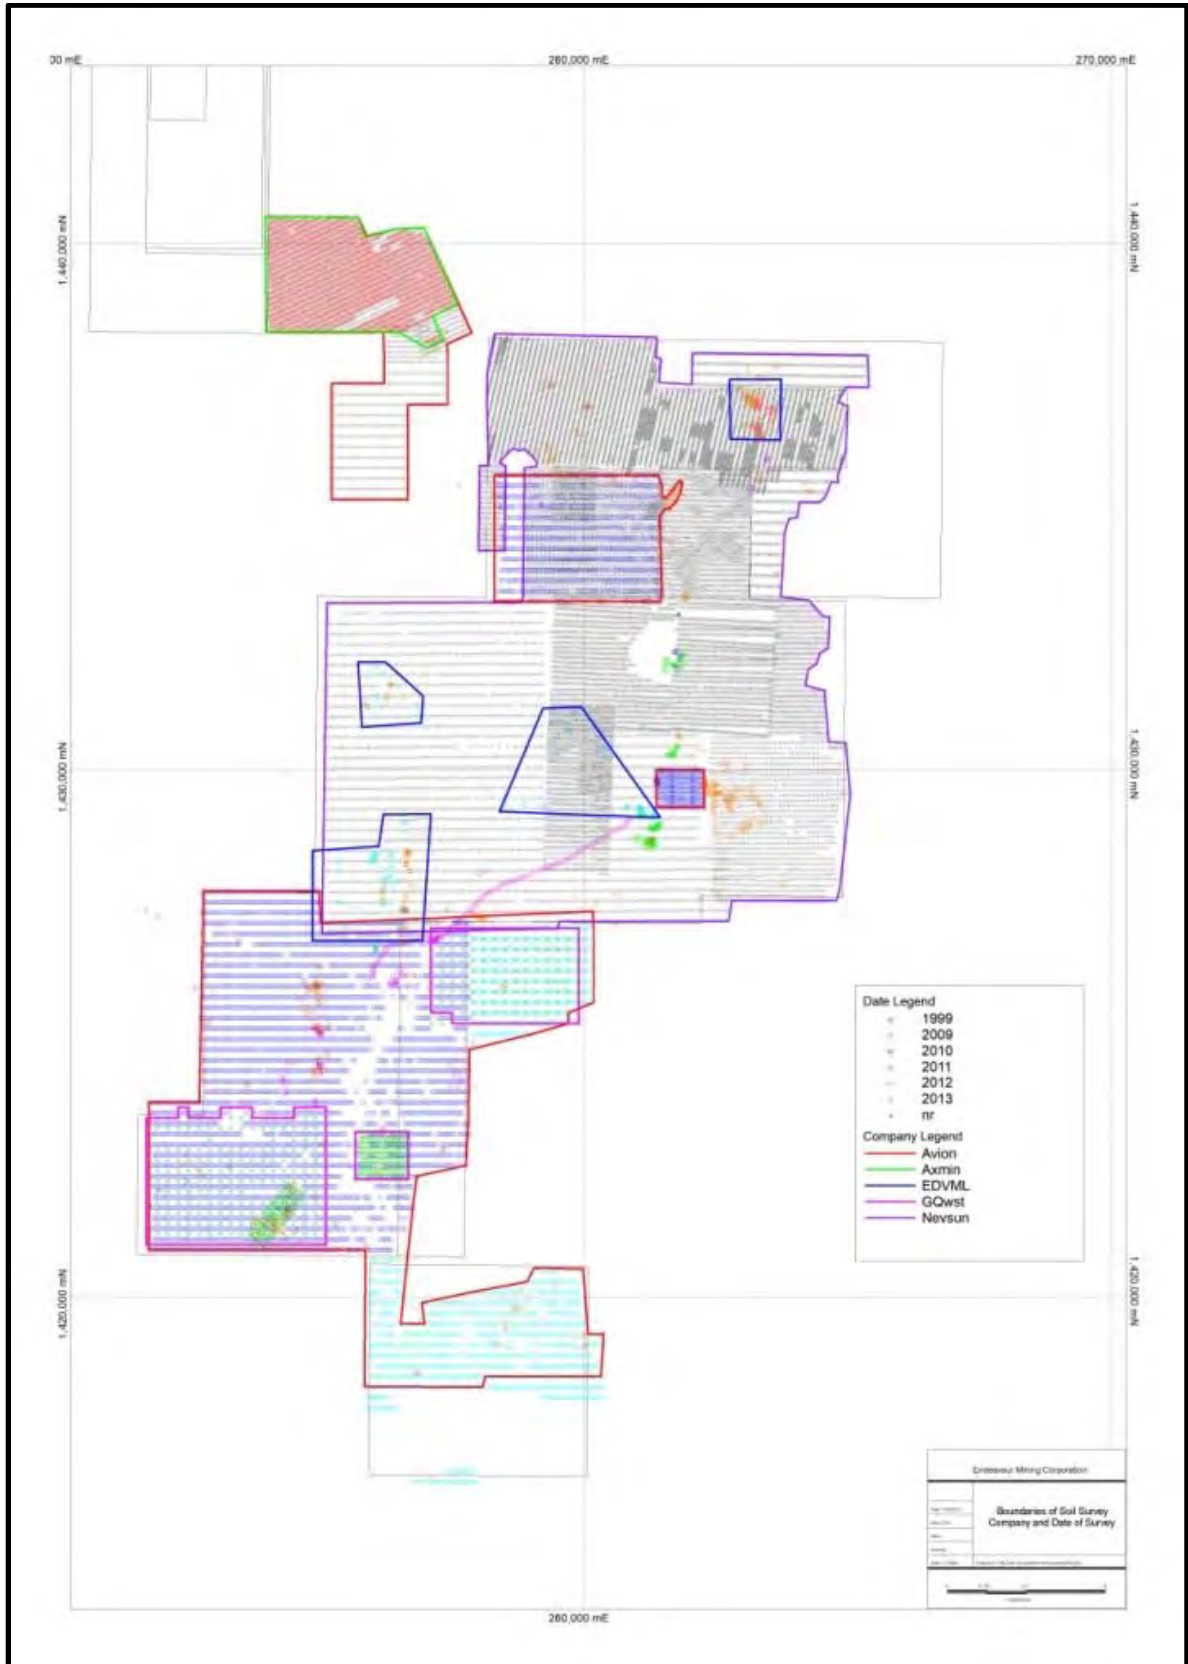 00 mE
260,000 mE
270,000 mE
1,440,000 mN
1,440,000 mN
1,430,000 mN
1,430,000 mN
Date Legend
1999
2009
2010
2011
2012
2013
nr
Company Legend
Avion
Axmin
EDVML
GQwst
Nevsun
1,420,000 mN
1,420,000 mN
Endeavour Mining Corporation
Boundaries of Soil Survey
Company and Date of Survey
260,000 mE